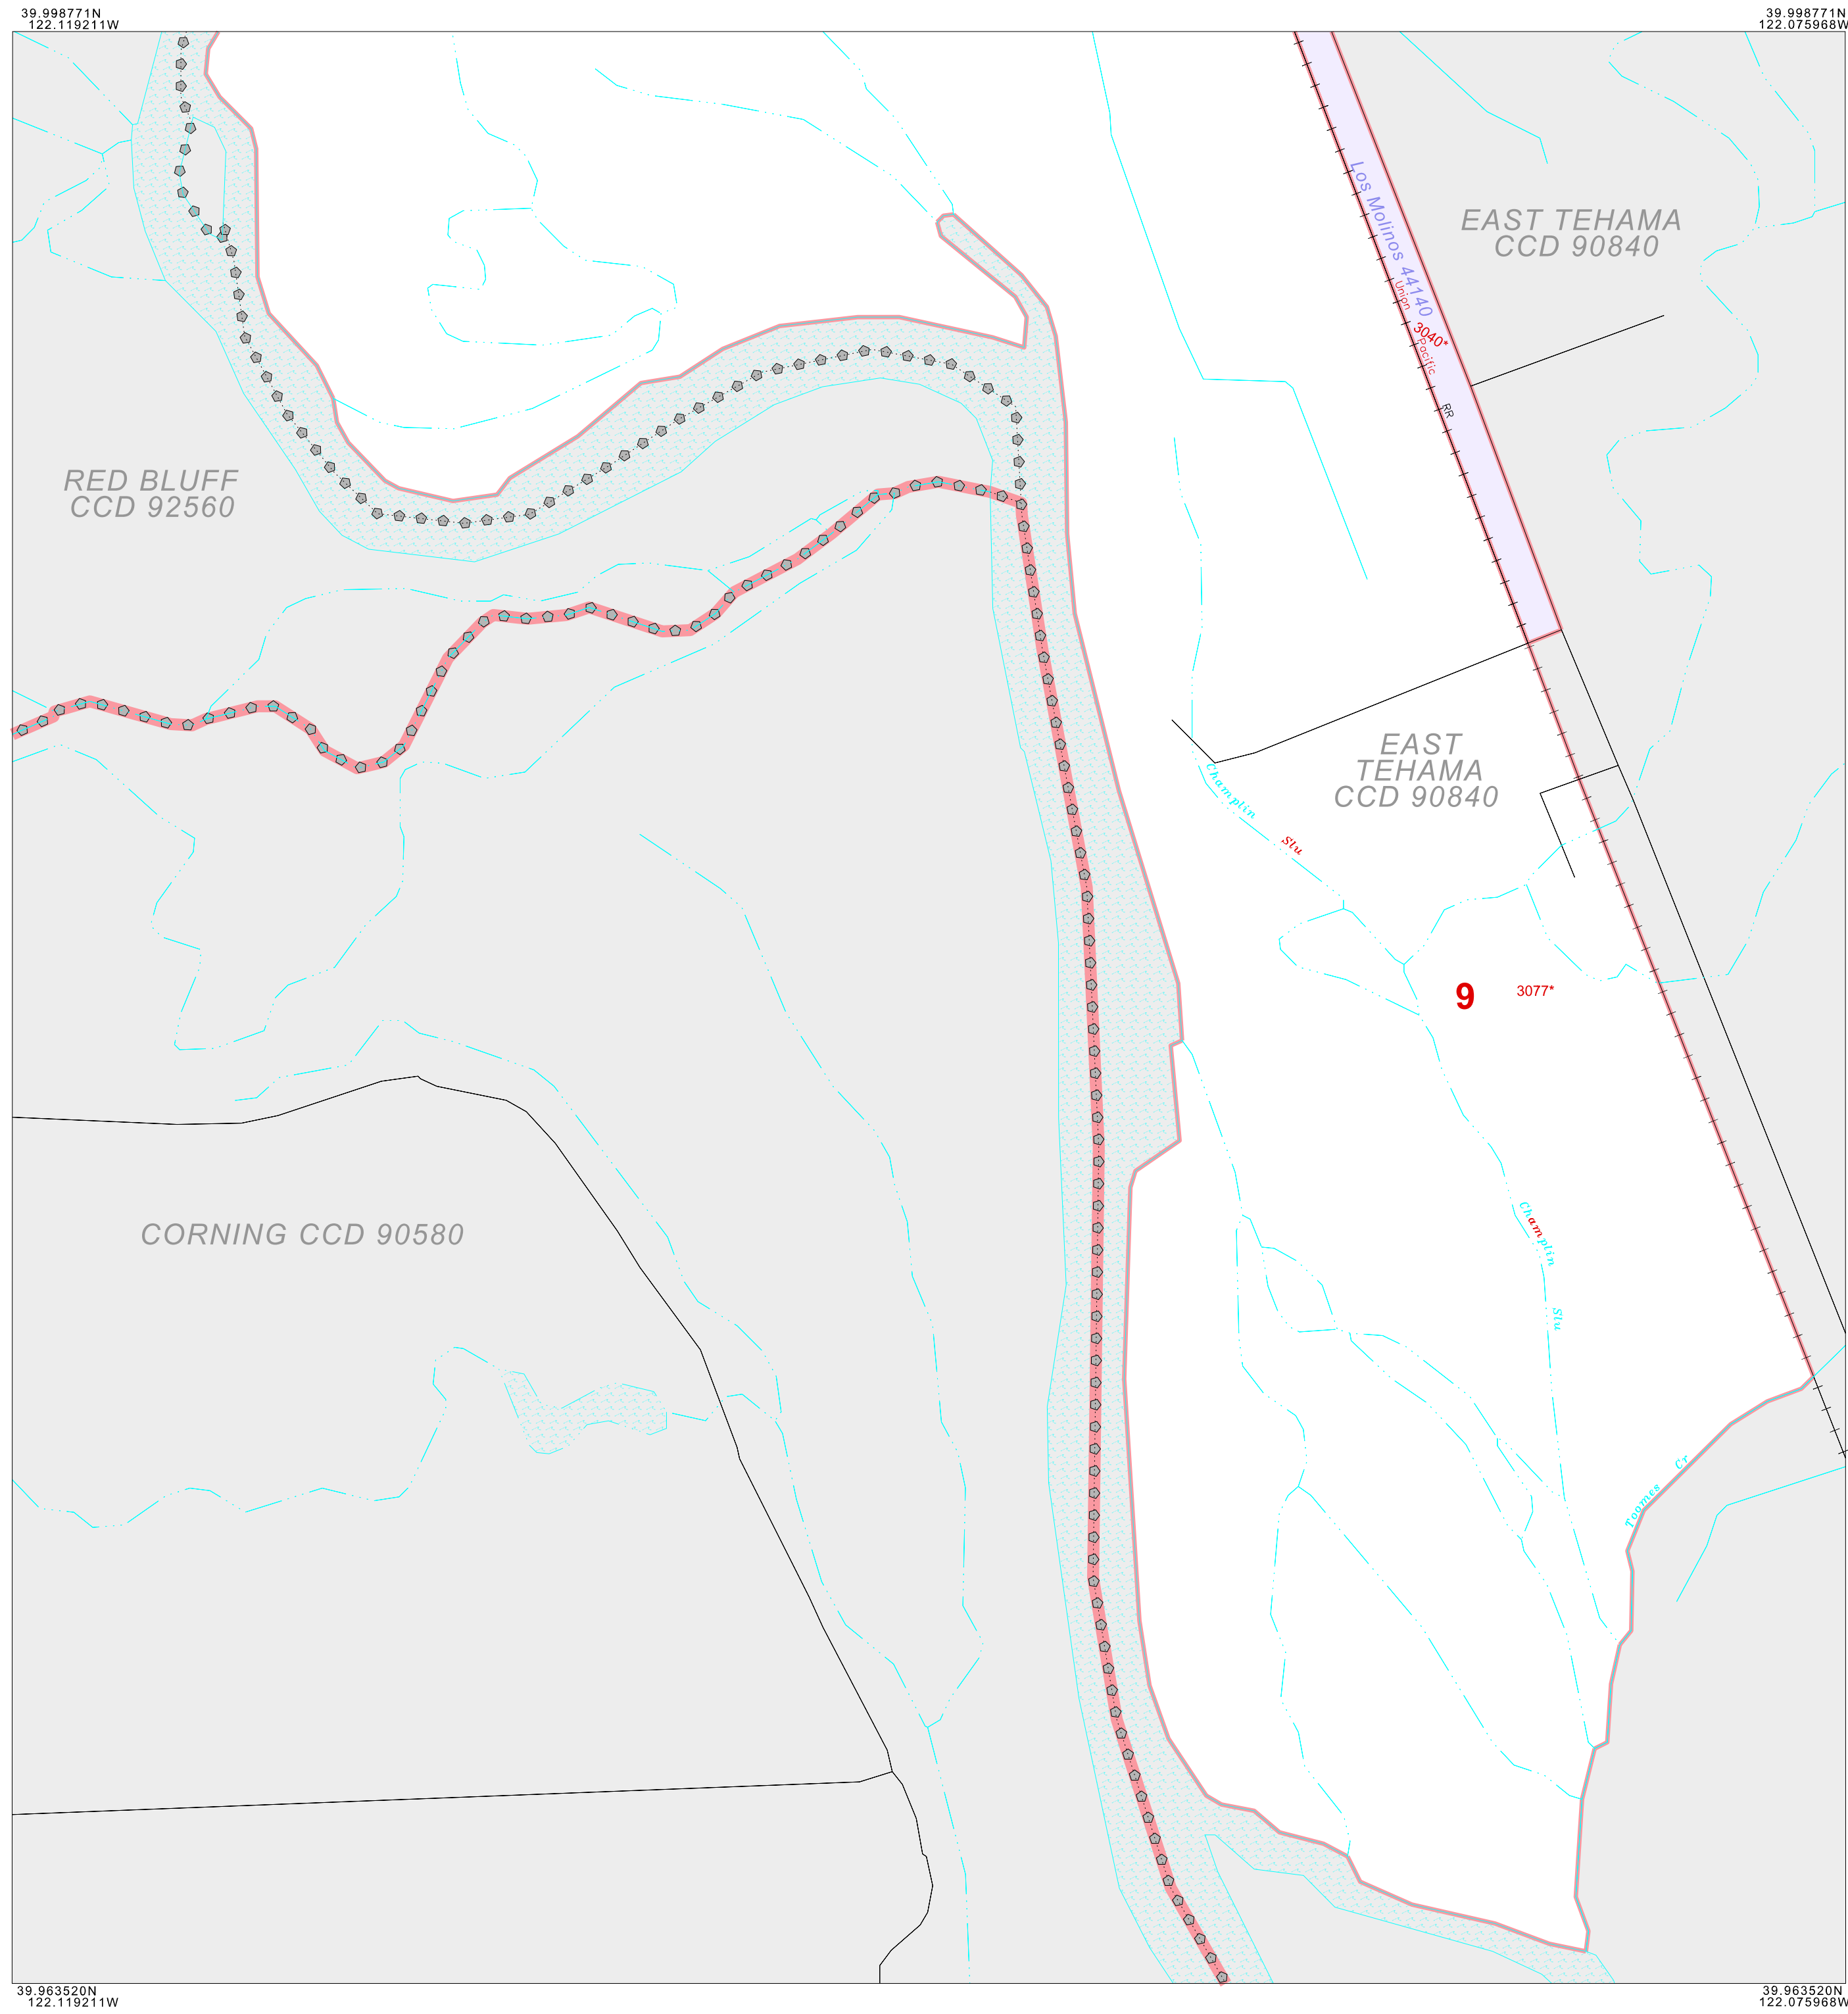 39.998771N
122.119211W
39.998771N
122.075968W
Los Molinos 44140
EAST TEHAMA
CCD 90840
Union
3040*
Pacific
RR
RED BLUFF
CCD 92560
EAST
TEHAMA
CCD 90840
Champlin
Slu
9
3077*
Champlin
Slu
CORNING CCD 90580
Toomes Cr
39.963520N
122.119211W
39.963520N
122.075968W